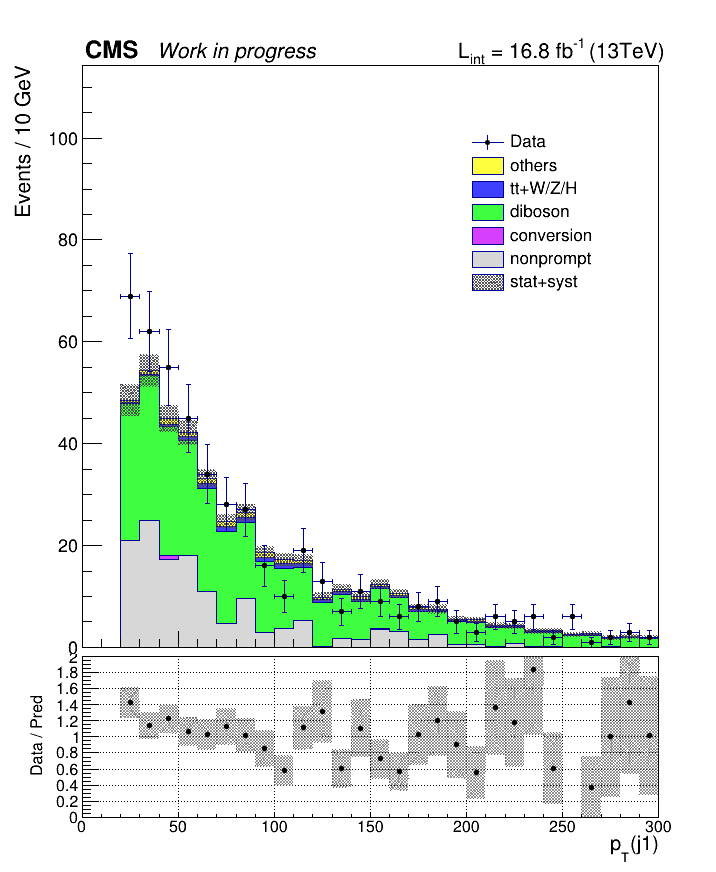 CMS Work in progress L_int = 16.8 fb^-1 (13TeV)
Events / 10 GeV
100
80
60
40
20
0
Data
others
tt+W/Z/H
diboson
conversion
nonprompt
stat+syst
Data / Pred
2
1.8
1.6
1.4
1.2
1
0.8
0.6
0.4
0.2
0
0 50 100 150 200 250 300
p_T(j1)